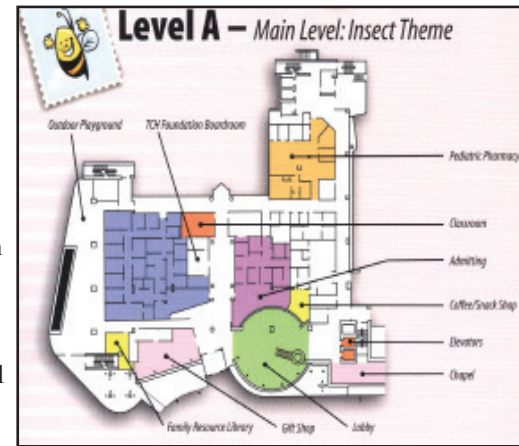 Level A – Main Level: Insect Theme
Outdoor Playground
TCH Foundation Boardroom
Pediatric Pharmacy
Classroom
Admitting
Coffee/Snack Shop
Elevators
Chapel
Family Resource Library
Gift Shop
Lobby